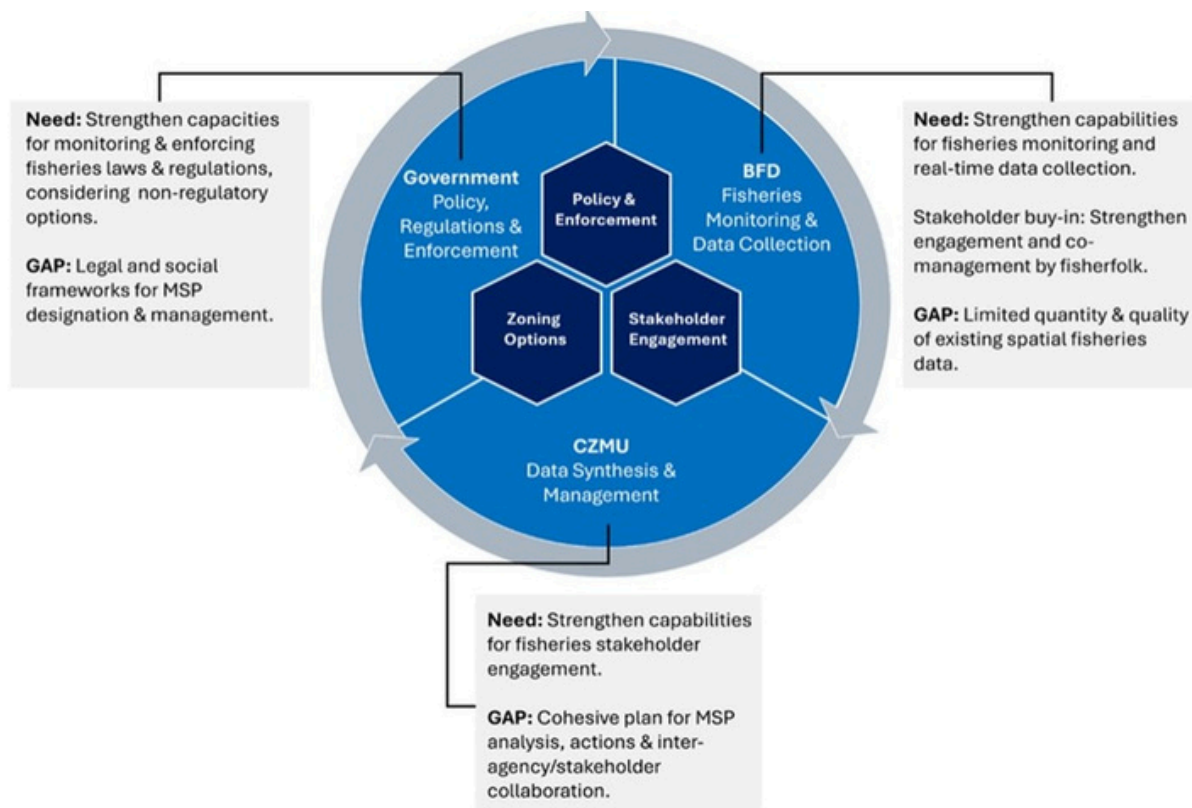 Need: Strengthen capacities
for monitoring & enforcing
fisheries laws & regulations,
considering non-regulatory
options.
GAP: Legal and social
frameworks for MSP
designation & management.
Government
Policy,
Regulations &
Enforcement
Policy &
Enforcement
BFD
Fisheries
Monitoring &
Data Collection
Zoning
Options
Stakeholder
Engagement
CZMU
Data Synthesis &
Management
Need: Strengthen capabilities
for fisheries monitoring and
real-time data collection.
Stakeholder buy-in: Strengthen
engagement and co-
management by fisherfolk.
GAP: Limited quantity & quality
of existing spatial fisheries
data.
Need: Strengthen capabilities
for fisheries stakeholder
engagement.
GAP: Cohesive plan for MSP
analysis, actions & inter-
agency/stakeholder
collaboration.